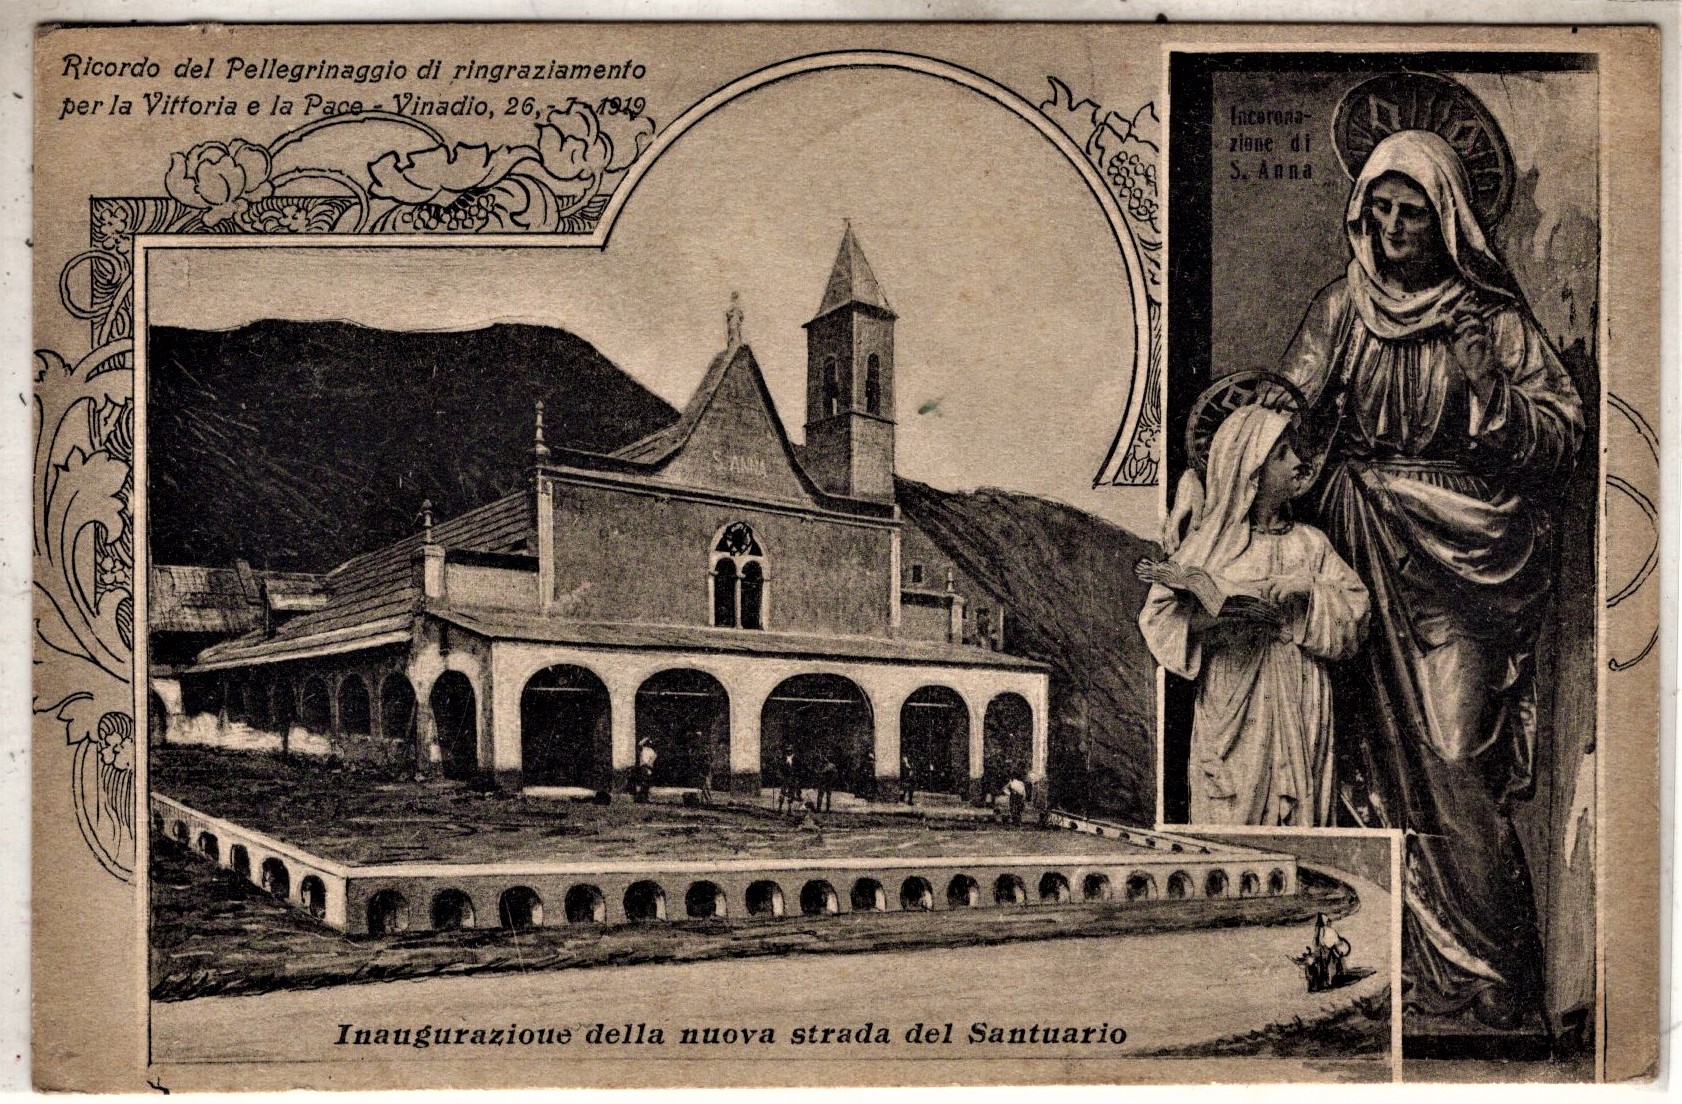 Ricordo del Pellegrinaggio di ringraziamento
per la Vittoria e la Pace - Vinadio, 26, - 7 - 1919
Incorona-
zione di
S. Anna
S. ANNA
Inaugurazioue della nuova strada del Santuario